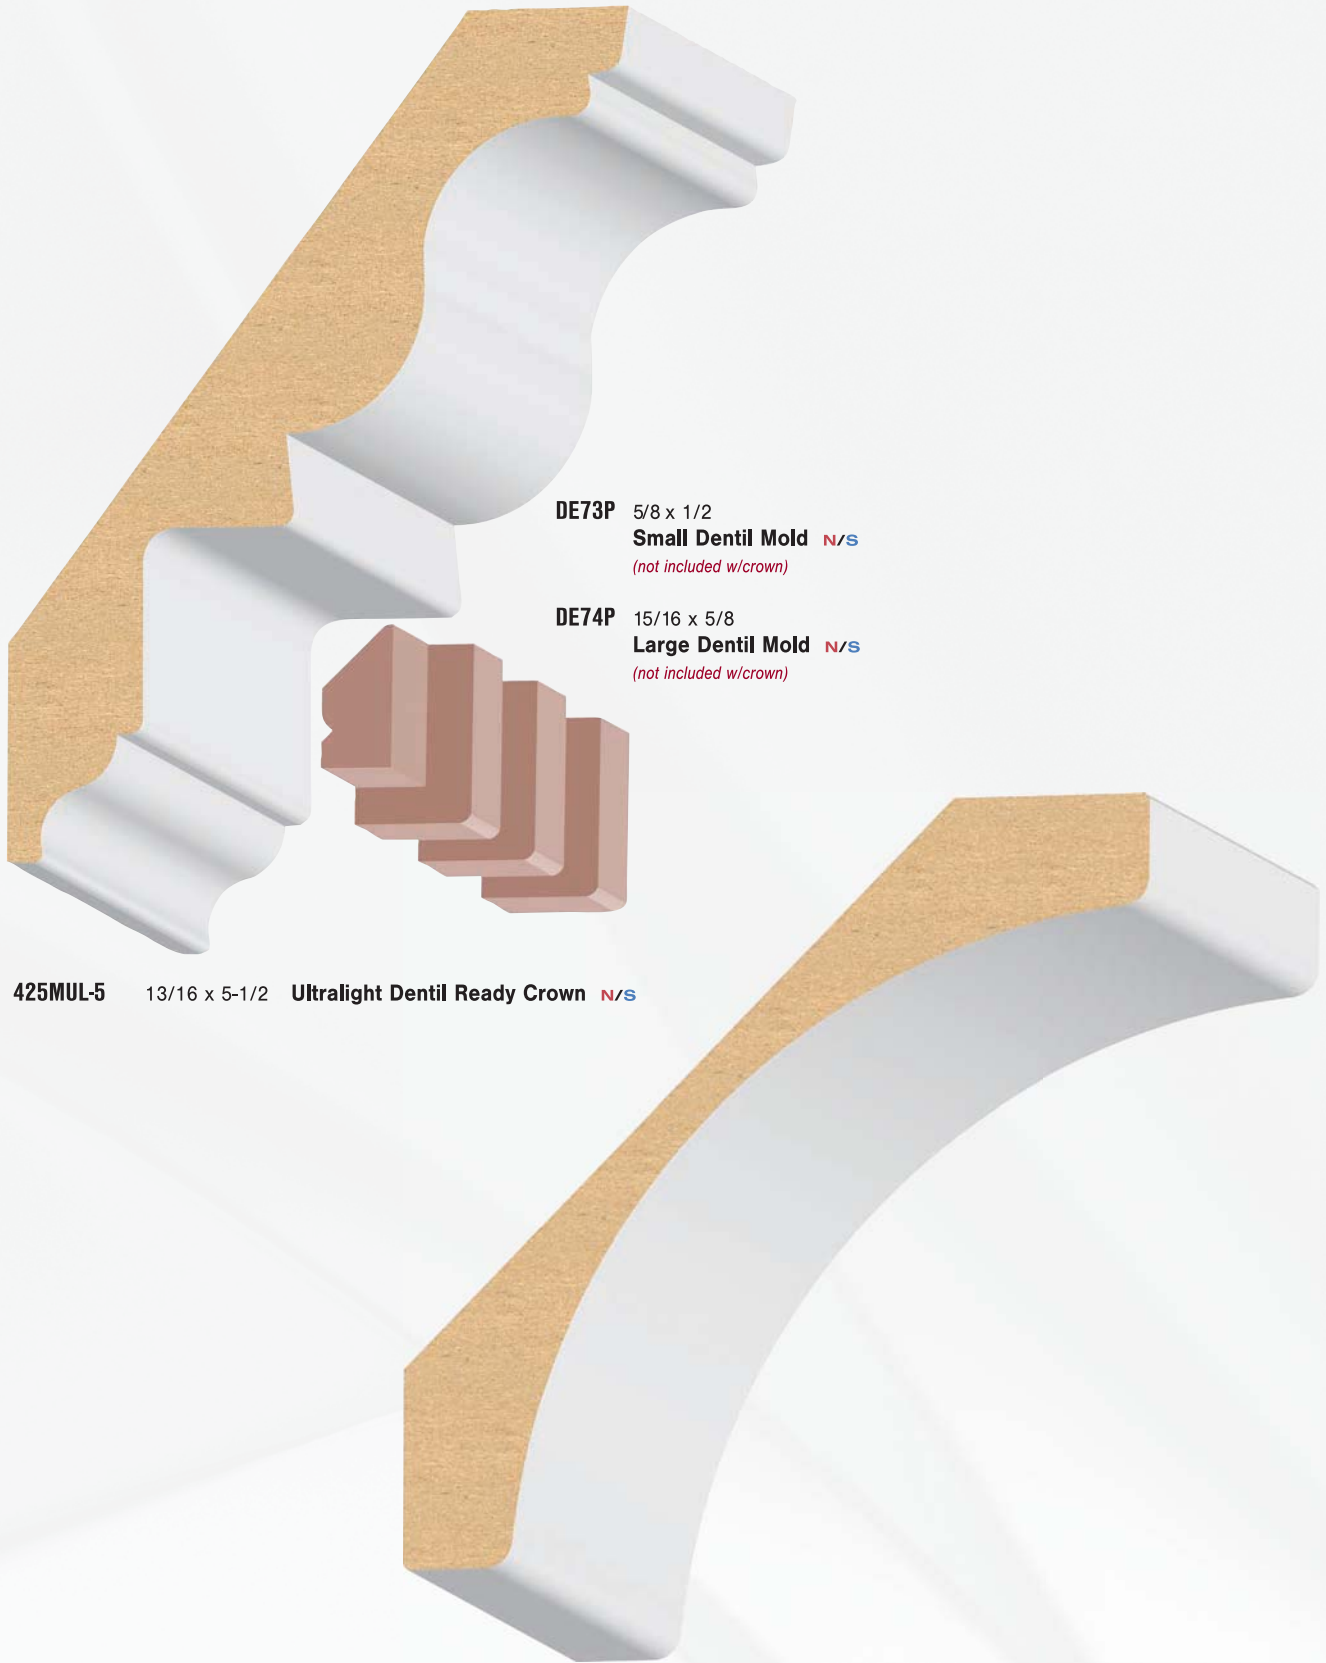 DE73P 5/8 x 1/2
Small Dentil Mold N/S
(not included w/crown)
DE74P 15/16 x 5/8
Large Dentil Mold N/S
(not included w/crown)
425MUL-5 13/16 x 5-1/2 Ultralight Dentil Ready Crown N/S